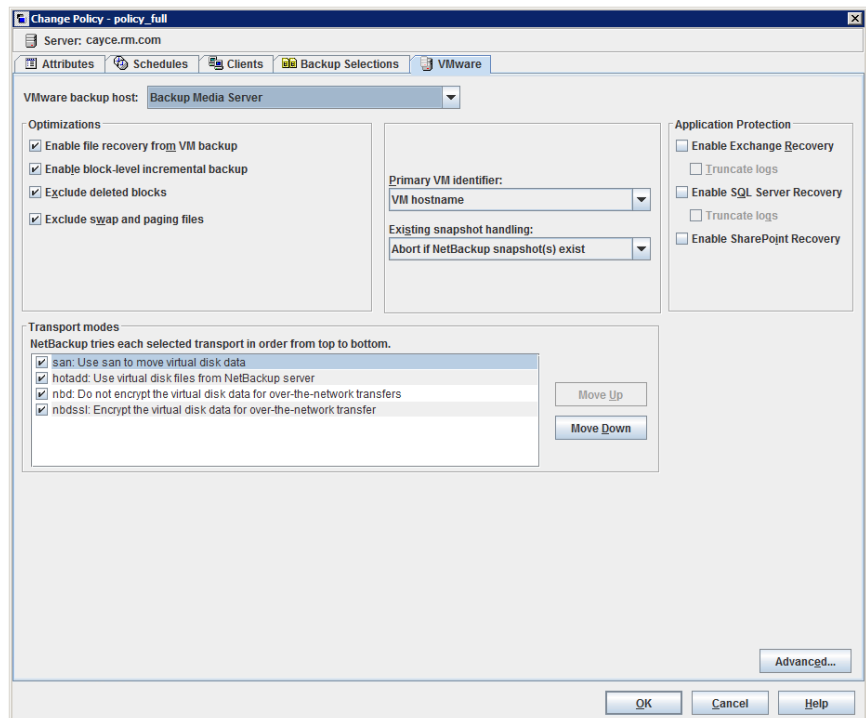 Change Policy - policy_full
Server: cayce.rm.com
Attributes
Schedules
Clients
Backup Selections
VMware
VMware backup host:
Backup Media Server
Optimizations
Enable file recovery from VM backup
Enable block-level incremental backup
Exclude deleted blocks
Exclude swap and paging files
Primary VM identifier:
VM hostname
Existing snapshot handling:
Abort if NetBackup snapshot(s) exist
Application Protection
Enable Exchange Recovery
Truncate logs
Enable SQL Server Recovery
Truncate logs
Enable SharePoint Recovery
Transport modes
NetBackup tries each selected transport in order from top to bottom.
san: Use san to move virtual disk data
hotadd: Use virtual disk files from NetBackup server
nbd: Do not encrypt the virtual disk data for over-the-network transfers
nbdssl: Encrypt the virtual disk data for over-the-network transfer
Move Up
Move Down
Advanced...
OK
Cancel
Help